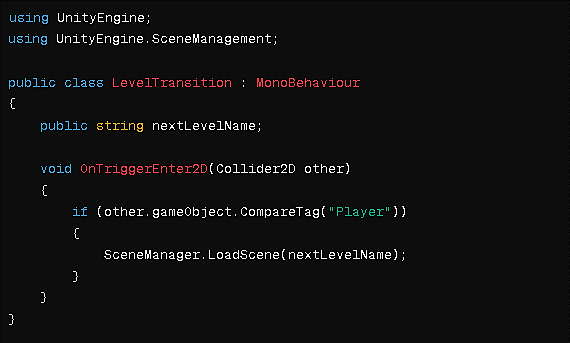 using UnityEngine;
using UnityEngine.SceneManagement;

public class LevelTransition : MonoBehaviour
{
    public string nextLevelName;

    void OnTriggerEnter2D(Collider2D other)
    {
        if (other.gameObject.CompareTag("Player"))
        {
            SceneManager.LoadScene(nextLevelName);
        }
    }
}